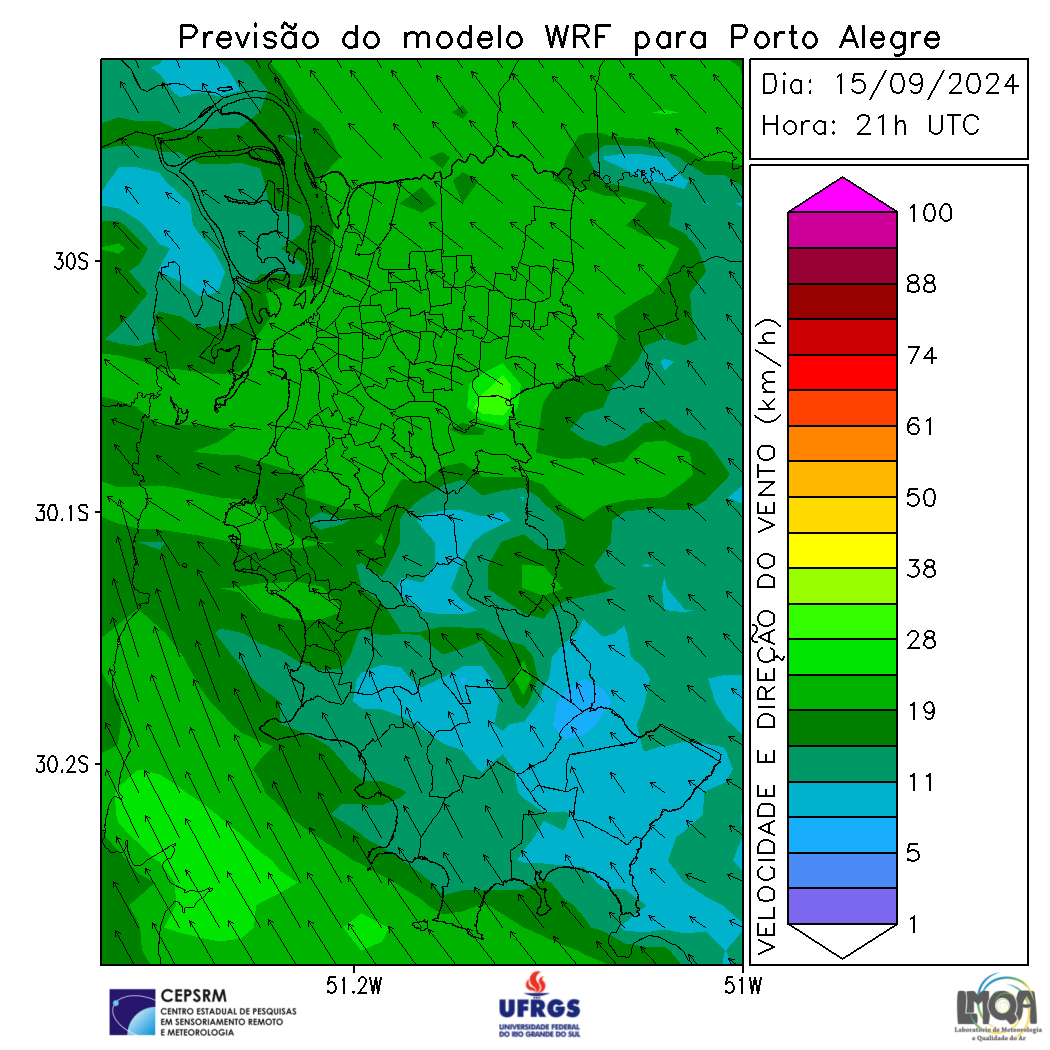 Previsão do modelo WRF para Porto Alegre
Dia: 15/09/2024
Hora: 21h UTC
30S
30.1S
30.2S
51.2W
51W
VELOCIDADE E DIREÇÃO DO VENTO (km/h)
100
88
74
61
50
38
28
19
11
5
1
CEPSRM
CENTRO ESTADUAL DE PESQUISAS
EM SENSORIAMENTO REMOTO
E METEOROLOGIA
UFRGS
UNIVERSIDADE FEDERAL
DO RIO GRANDE DO SUL
LMQA
Laboratório de Meteorologia
e Qualidade do Ar